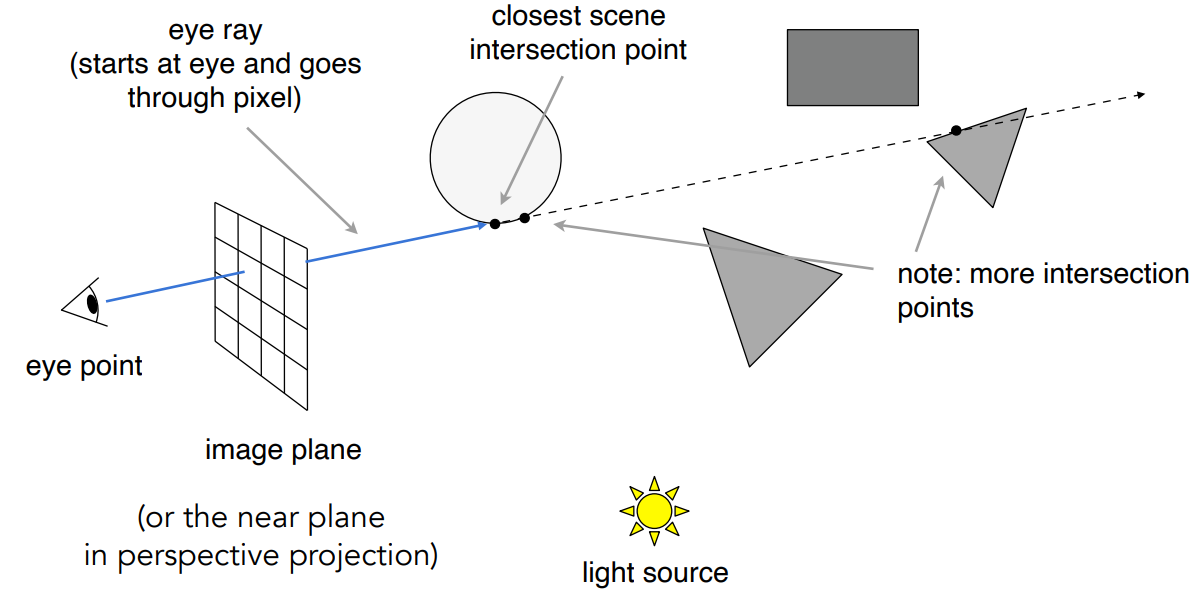 eye ray
(starts at eye and goes
through pixel)
closest scene
intersection point
note: more intersection
points
eye point
image plane
(or the near plane
in perspective projection)
light source